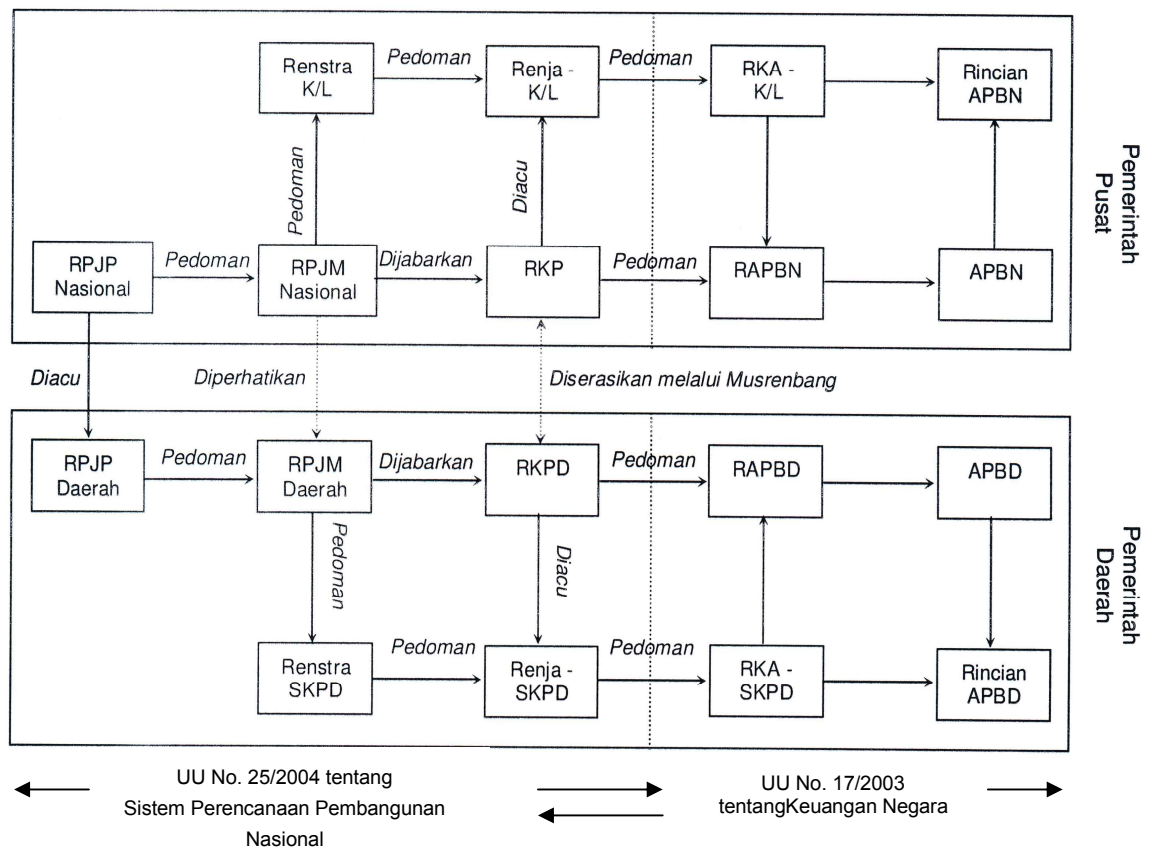 Renstra
K/L
Pedoman
Renja -
K/L
Pedoman
RKA -
K/L
Rincian
APBN
Pedoman
Diacu
RPJP
Nasional
Pedoman
RPJM
Nasional
Dijabarkan
RKP
Pedoman
RAPBN
APBN
Pemerintah
Pusat
Diacu
Diperhatikan
Diserasikan melalui Musrenbang
RPJP
Daerah
Pedoman
RPJM
Daerah
Dijabarkan
RKPD
Pedoman
RAPBD
APBD
Pedoman
Diacu
Renstra
SKPD
Pedoman
Renja -
SKPD
Pedoman
RKA -
SKPD
Rincian
APBD
Pemerintah
Daerah
UU No. 25/2004 tentang
Sistem Perencanaan Pembangunan
Nasional
UU No. 17/2003
tentangKeuangan Negara